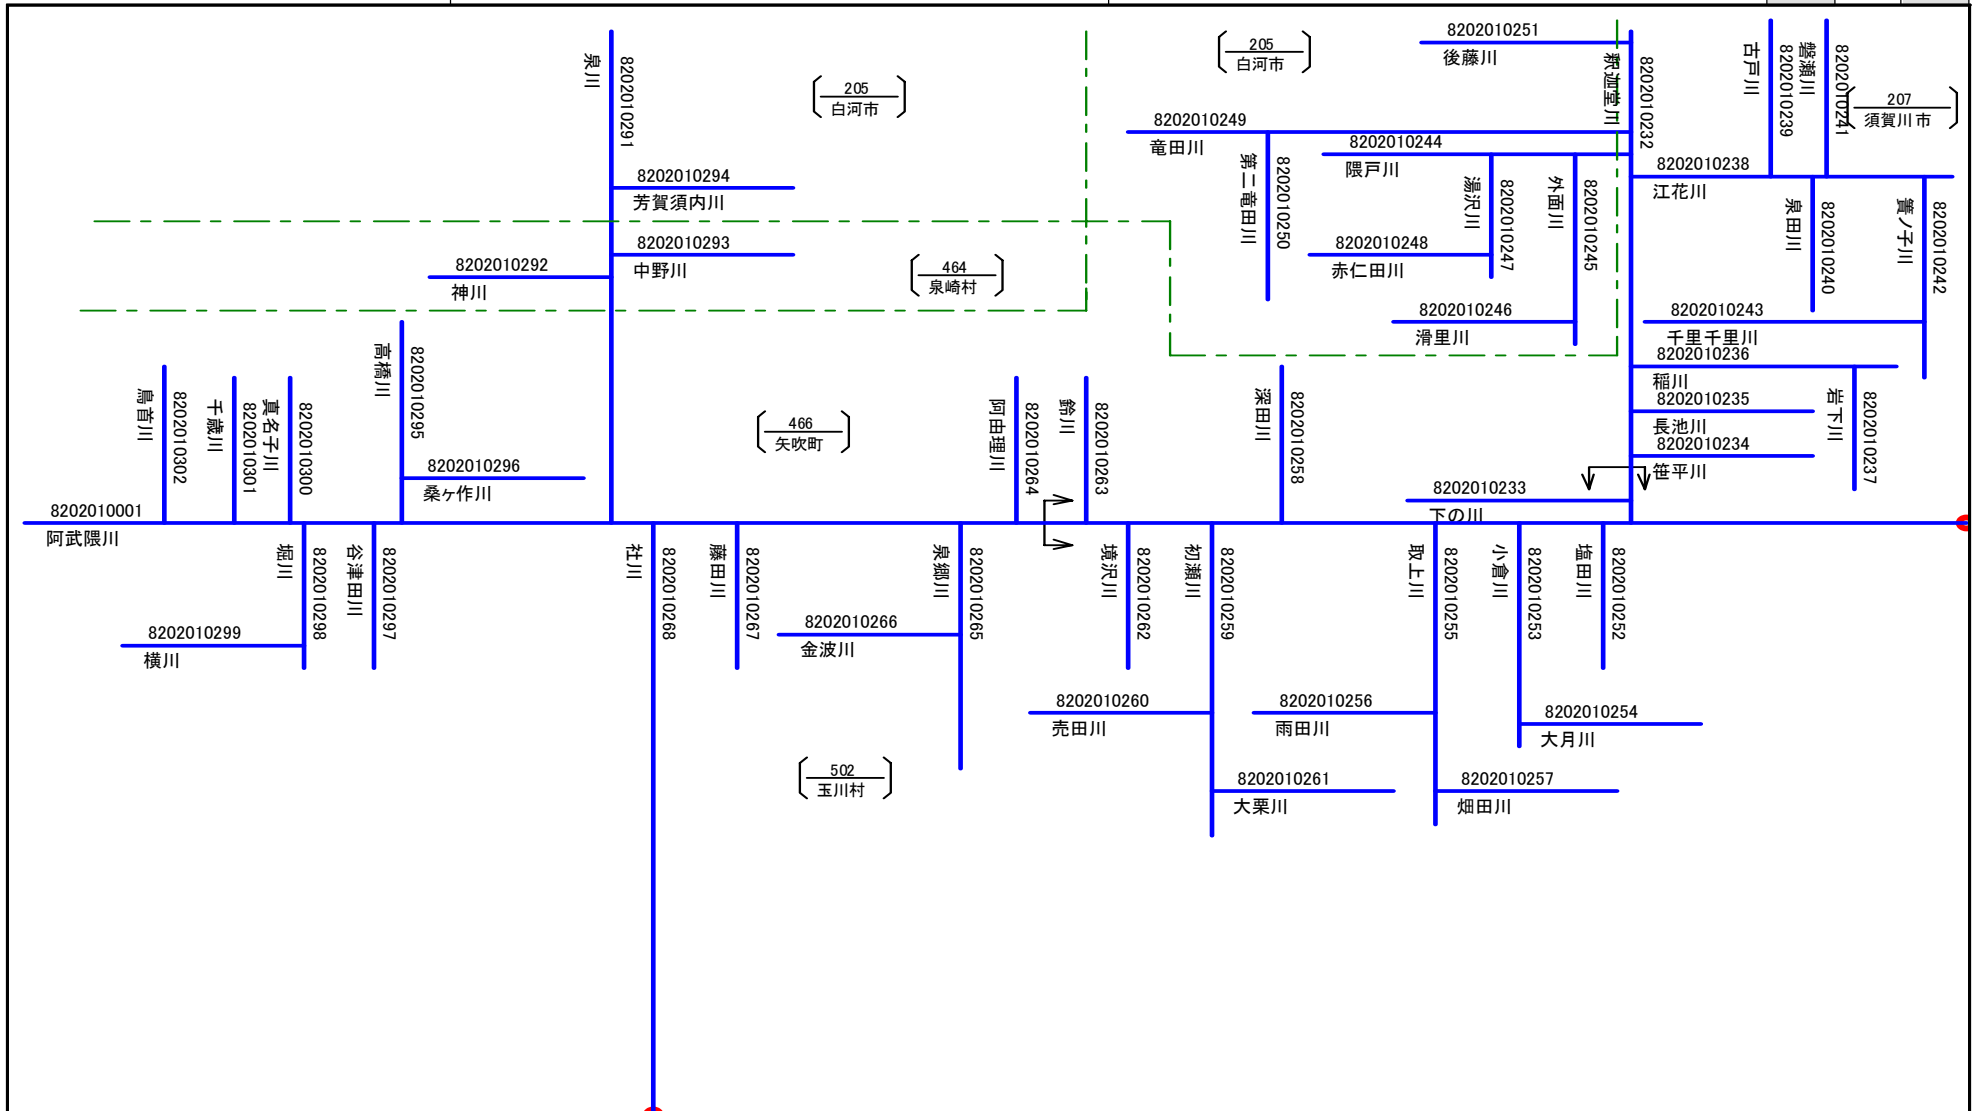 8202010291
泉川
205
白河市
8202010294
芳賀須内川
8202010293
中野川
8202010292
神川
464
泉崎村
205
白河市
8202010251
後藤川
8202010232
釈迦堂川
8202010249
竜田川
8202010250
第二竜田川
8202010244
隈戸川
8202010247
湯沢川
8202010245
外面川
8202010248
赤仁田川
8202010246
滑里川
8202010239
古戸川
8202010241
磐瀬川
207
須賀川市
8202010238
江花川
8202010240
泉田川
8202010242
簀ノ子川
8202010243
千里千里川
8202010236
稲川
8202010237
岩下川
8202010235
長池川
8202010234
笹平川
8202010233
下の川
8202010302
鳥首川
8202010301
千歳川
8202010300
真名子川
8202010295
高橋川
8202010296
桑ヶ作川
466
矢吹町
8202010264
阿由理川
8202010263
鈴川
8202010258
深田川
8202010001
阿武隈川
8202010298
堀川
8202010297
谷津田川
8202010299
横川
8202010268
社川
8202010267
藤田川
8202010265
泉郷川
8202010266
金波川
8202010262
境沢川
8202010259
初瀬川
8202010260
売田川
8202010261
大栗川
8202010255
取上川
8202010256
雨田川
8202010257
畑田川
8202010253
小倉川
8202010254
大月川
8202010252
塩田川
502
玉川村